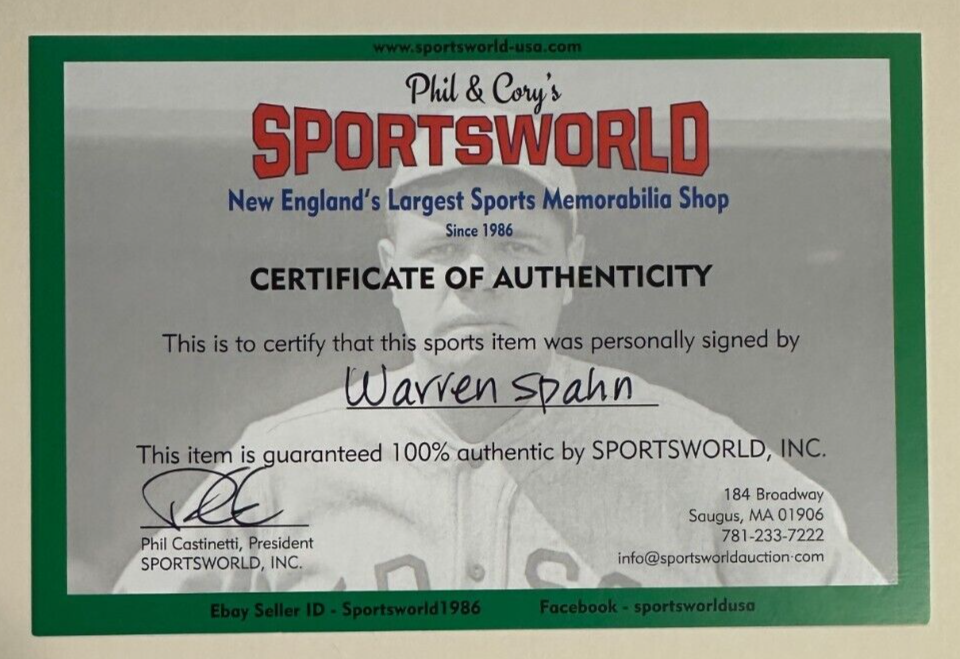 www.sportsworld-usa.com
Phil & Cory's
SPORTSWORLD
New England's Largest Sports Memorabilia Shop
Since 1986
CERTIFICATE OF AUTHENTICITY
This is to certify that this sports item was personally signed by
Warren Spahn
This item is guaranteed 100% authentic by SPORTSWORLD, INC.
Phil Castinetti, President
SPORTSWORLD, INC.
184 Broadway
Saugus, MA 01906
781-233-7222
info@sportsworldauction.com
Ebay Seller ID - Sportsworld1986
Facebook - sportsworldusa